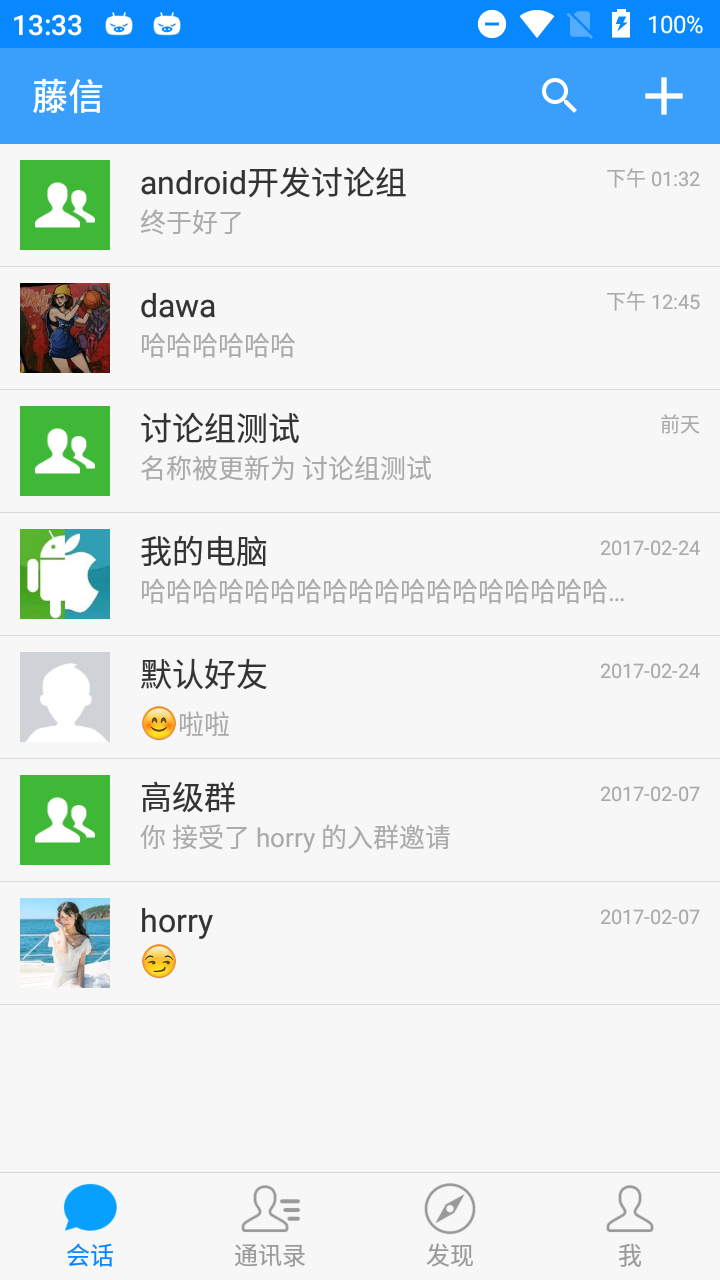 13:33 100%
藤信
android开发讨论组 下午 01:32
终于好了
dawa 下午 12:45
哈哈哈哈哈哈
讨论组测试 前天
名称被更新为 讨论组测试
我的电脑 2017-02-24
哈哈哈哈哈哈哈哈哈哈哈哈哈哈哈哈哈哈...
默认好友 2017-02-24
😊啦啦
高级群 2017-02-07
你 接受了 horry 的入群邀请
horry 2017-02-07
😏
会话 通讯录 发现 我